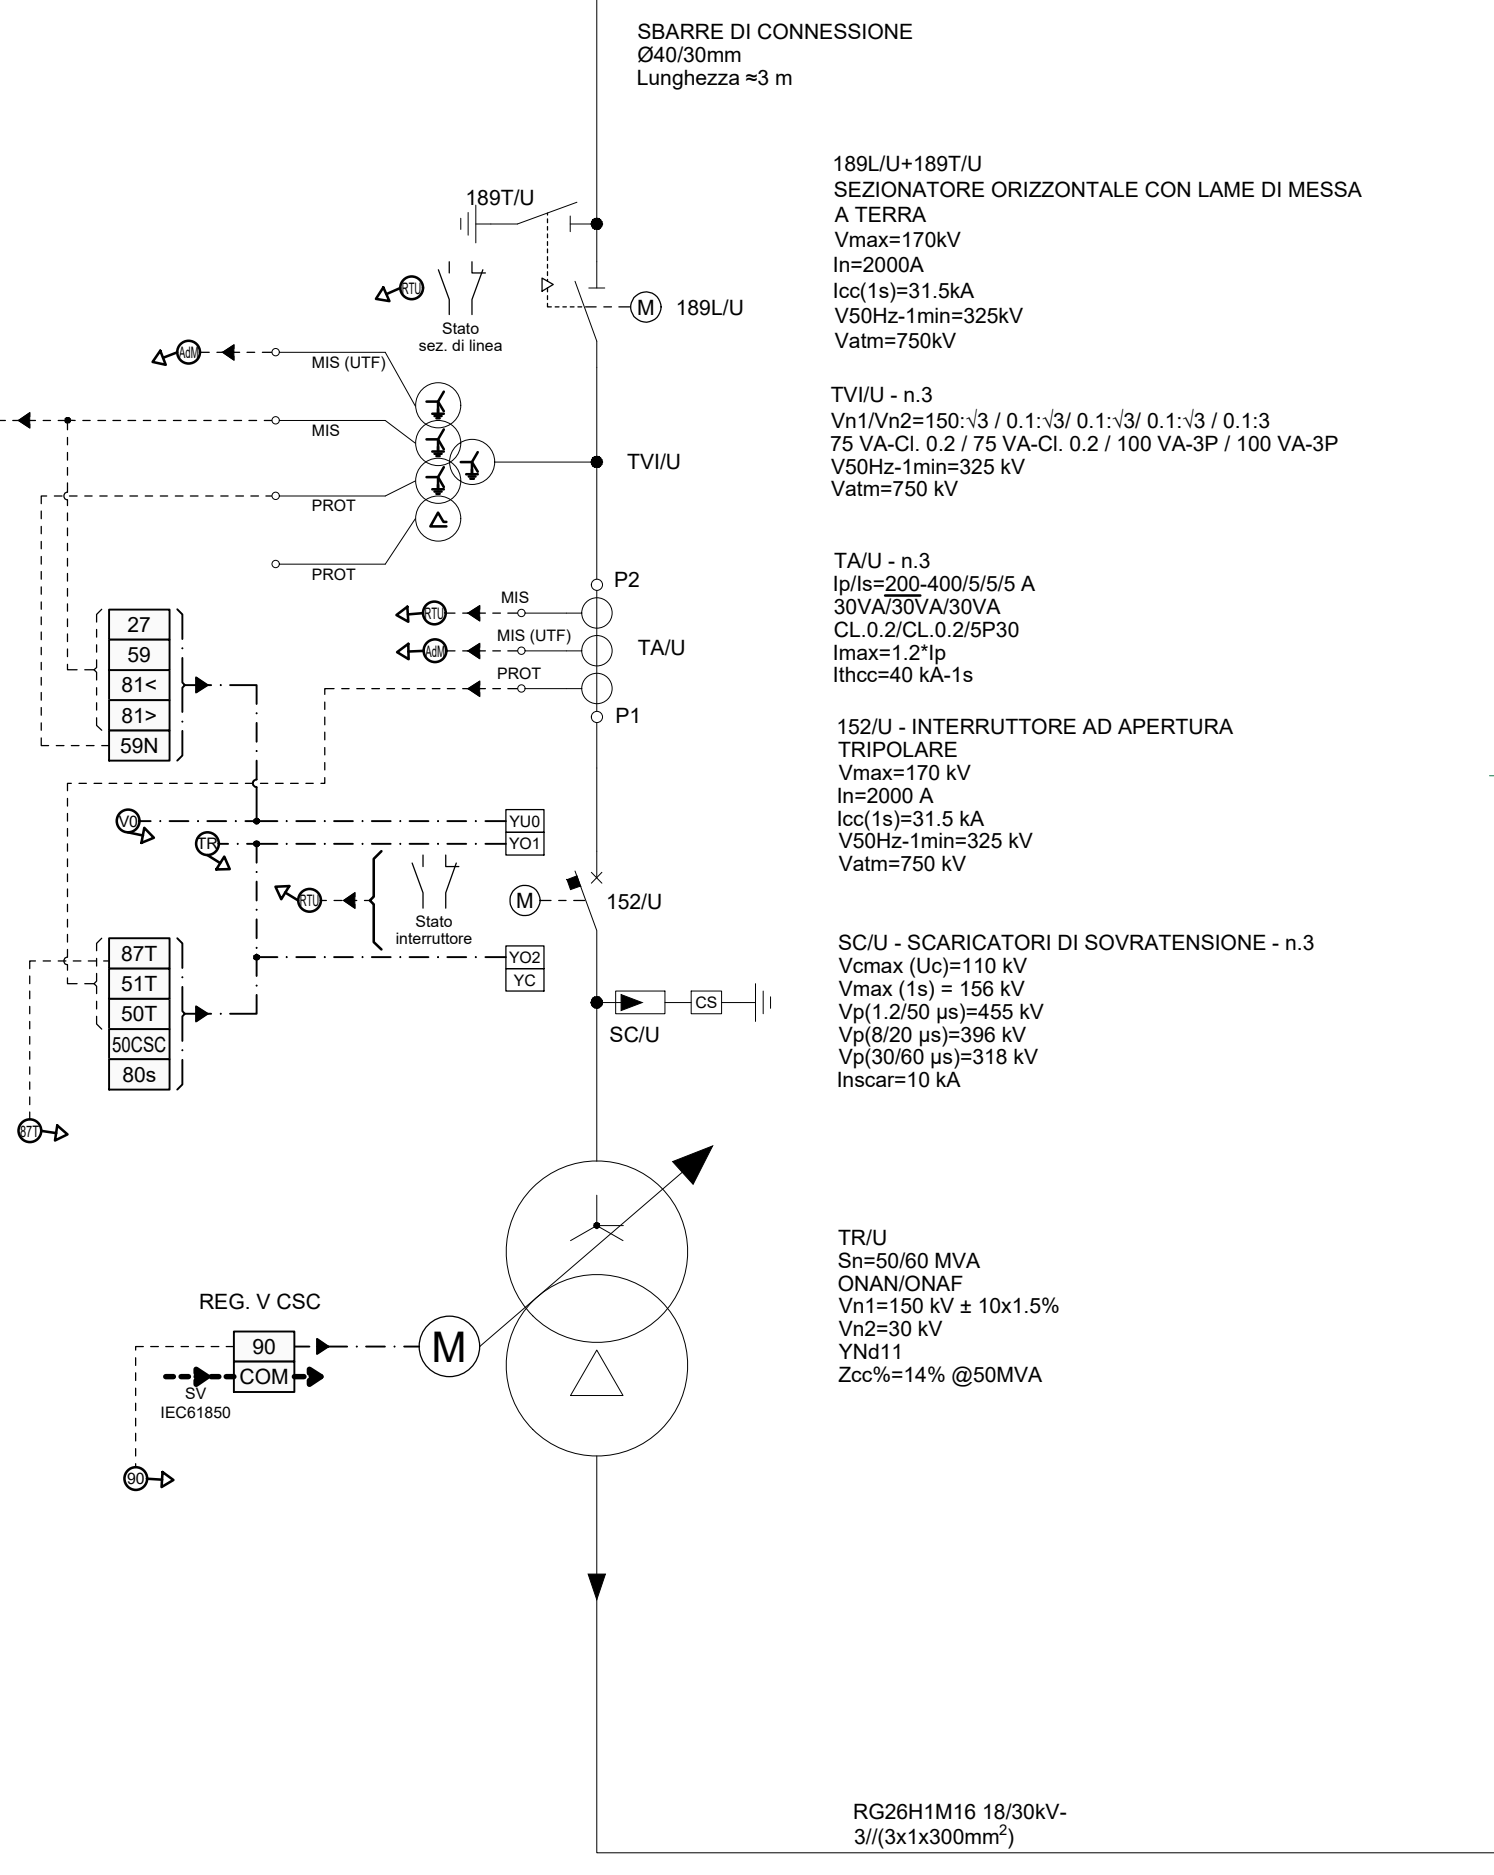 SBARRE DI CONNESSIONE
Ø40/30mm
Lunghezza ≈3 m
189L/U+189T/U
SEZIONATORE ORIZZONTALE CON LAME DI MESSA
A TERRA
Vmax=170kV
In=2000A
Icc(1s)=31.5kA
V50Hz-1min=325kV
Vatm=750kV
189T/U
RTU
Stato
sez. di linea
M
189L/U
AdM
MIS (UTF)
MIS
PROT
PROT
TVI/U
TVI/U - n.3
Vn1/Vn2=150:√3 / 0.1:√3/ 0.1:√3/ 0.1:√3 / 0.1:3
75 VA-Cl. 0.2 / 75 VA-Cl. 0.2 / 100 VA-3P / 100 VA-3P
V50Hz-1min=325 kV
Vatm=750 kV
P2
RTU
MIS
AdM
MIS (UTF)
TA/U
PROT
P1
TA/U - n.3
Ip/Is=200-400/5/5/5 A
30VA/30VA/30VA
CL.0.2/CL.0.2/5P30
Imax=1.2*Ip
Ithcc=40 kA-1s
27
59
81<
81>
59N
152/U - INTERRUTTORE AD APERTURA
TRIPOLARE
Vmax=170 kV
In=2000 A
Icc(1s)=31.5 kA
V50Hz-1min=325 kV
Vatm=750 kV
V0
YU0
TR
YO1
RTU
Stato
interruttore
M
152/U
YO2
YC
87T
51T
50T
50CSC
80s
87T
CS
SC/U
SC/U - SCARICATORI DI SOVRATENSIONE - n.3
Vcmax (Uc)=110 kV
Vmax (1s) = 156 kV
Vp(1.2/50 µs)=455 kV
Vp(8/20 µs)=396 kV
Vp(30/60 µs)=318 kV
Inscar=10 kA
TR/U
Sn=50/60 MVA
ONAN/ONAF
Vn1=150 kV ± 10x1.5%
Vn2=30 kV
YNd11
Zcc%=14% @50MVA
REG. V CSC
90
COM
M
SV
IEC61850
90
RG26H1M16 18/30kV-
3//(3x1x300mm²)